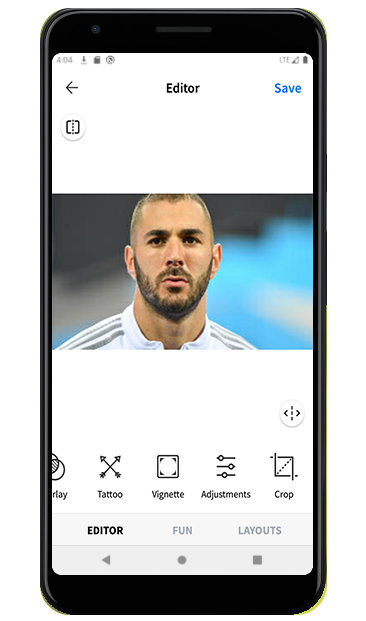 4:04 LTE
Editor Save
rlay Tattoo Vignette Adjustments Crop
EDITOR FUN LAYOUTS